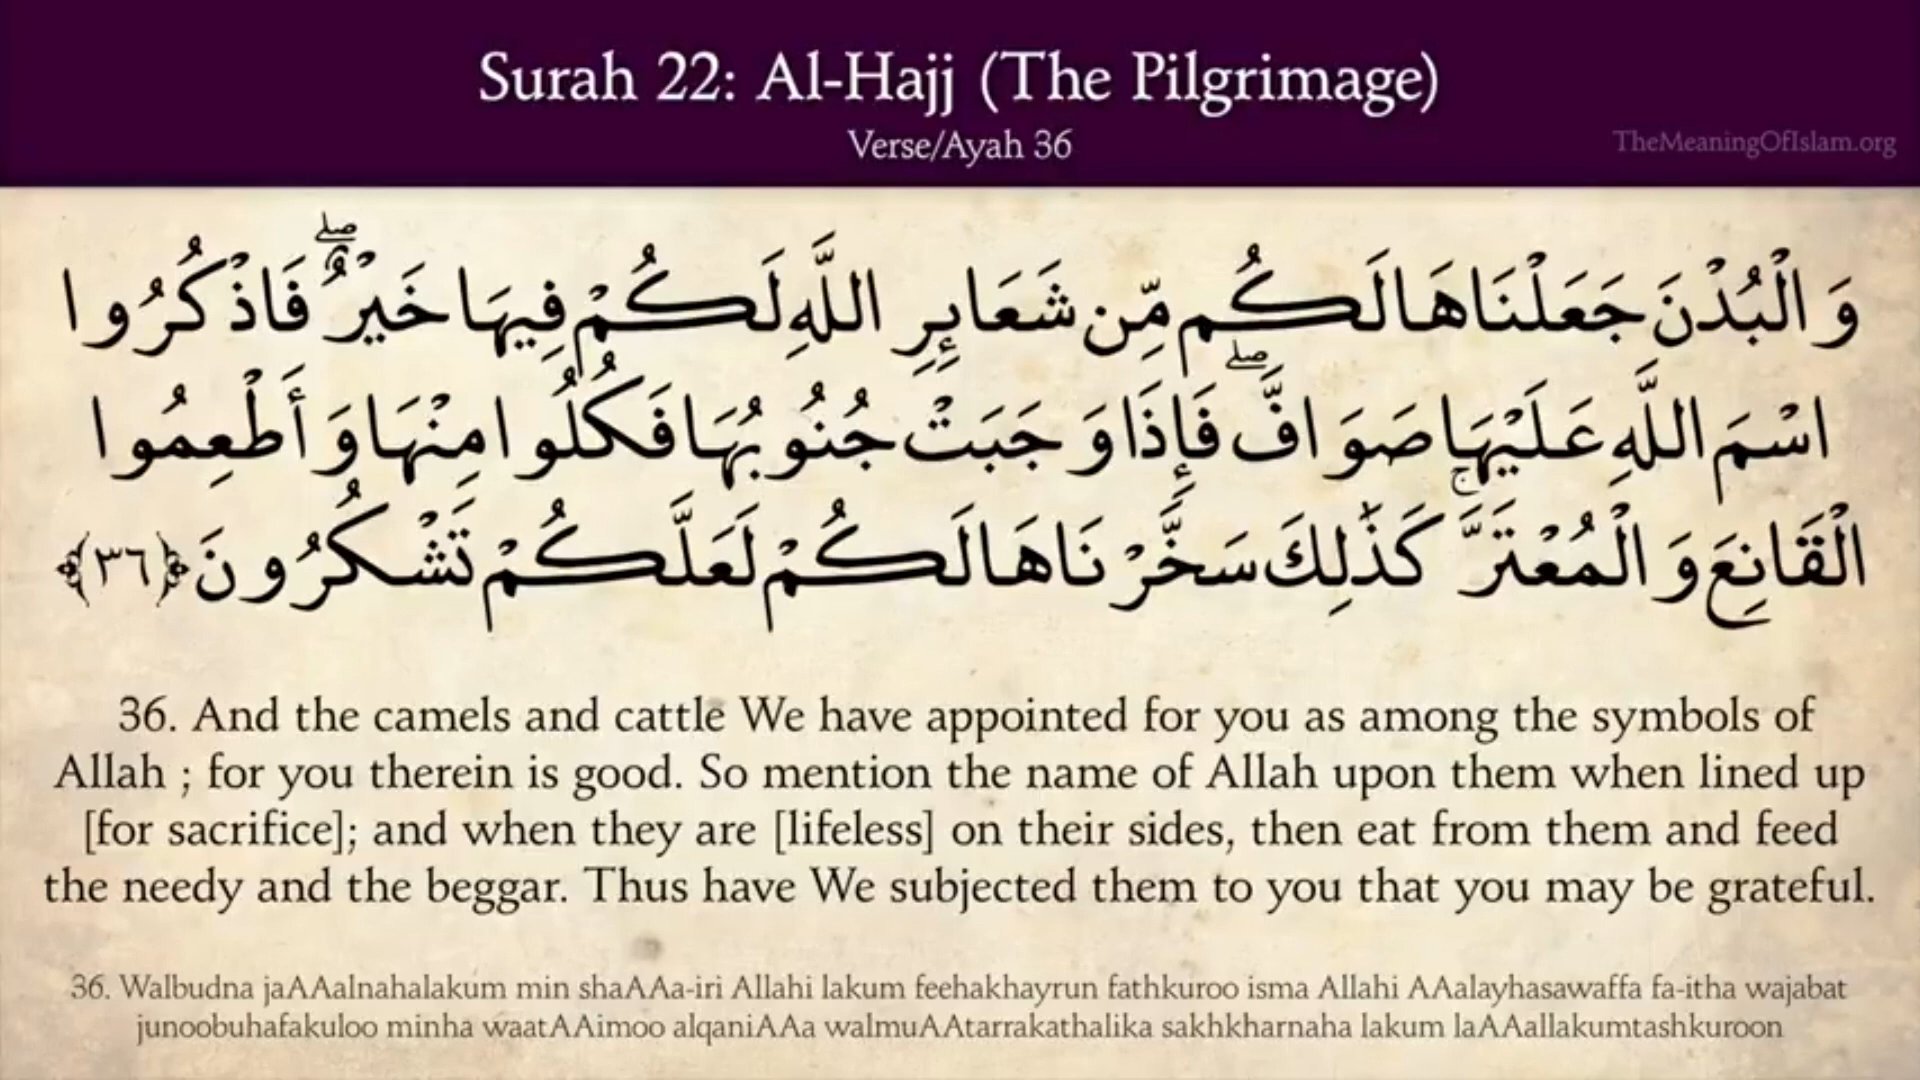 Surah 22: Al-Hajj (The Pilgrimage)
Verse/Ayah 36
TheMeaningOfIslam.org
وَالْبُدْنَ جَعَلْنَاهَا لَكُم مِّن شَعَائِرِ اللَّهِ لَكُمْ فِيهَا خَيْرٌ ۖ فَاذْكُرُوا
اسْمَ اللَّهِ عَلَيْهَا صَوَافَّ ۖ فَإِذَا وَجَبَتْ جُنُوبُهَا فَكُلُوا مِنْهَا وَأَطْعِمُوا
الْقَانِعَ وَالْمُعْتَرَّ ۚ كَذَٰلِكَ سَخَّرْنَاهَا لَكُمْ لَعَلَّكُمْ تَشْكُرُونَ ﴿٣٦﴾
36. And the camels and cattle We have appointed for you as among the symbols of
Allah ; for you therein is good. So mention the name of Allah upon them when lined up
[for sacrifice]; and when they are [lifeless] on their sides, then eat from them and feed
the needy and the beggar. Thus have We subjected them to you that you may be grateful.
36. Walbudna jaAAalnahalakum min shaAAa-iri Allahi lakum feehakhayrun fathkuroo isma Allahi AAalayhasawaffa fa-itha wajabat
junoobuhafakuloo minha waatAAimoo alqaniAAa walmuAAtarrakathalika sakhkharnaha lakum laAAallakumtashkuroon